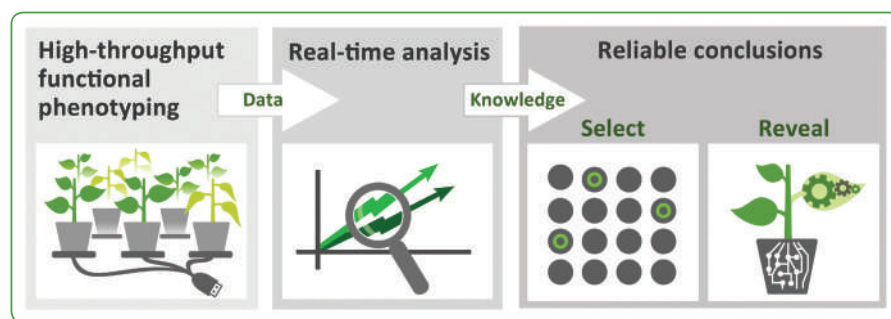 High-throughput
functional
phenotyping
Data
Real-time analysis
Knowledge
Reliable conclusions
Select
Reveal